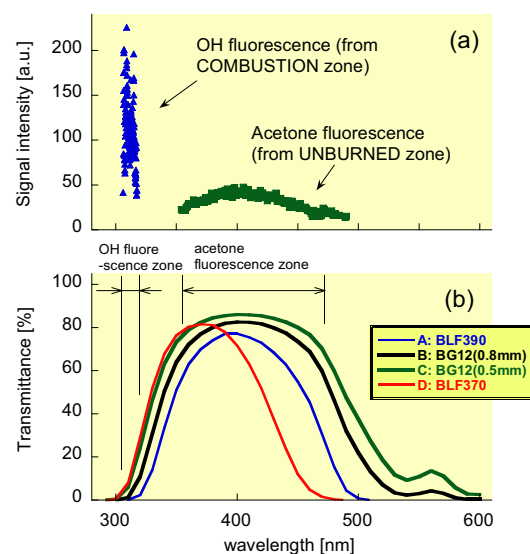 (a)
OH fluorescence (from
COMBUSTION zone)
Acetone fluorescence
(from UNBURNED zone)
Signal intensity [a.u.]
200
150
100
50
0
OH fluore
-scence zone
acetone
fluorescence zone
(b)
Transmittance [%]
100
80
60
40
20
0
A: BLF390
B: BG12(0.8mm)
C: BG12(0.5mm)
D: BLF370
300
400
500
600
wavelength [nm]